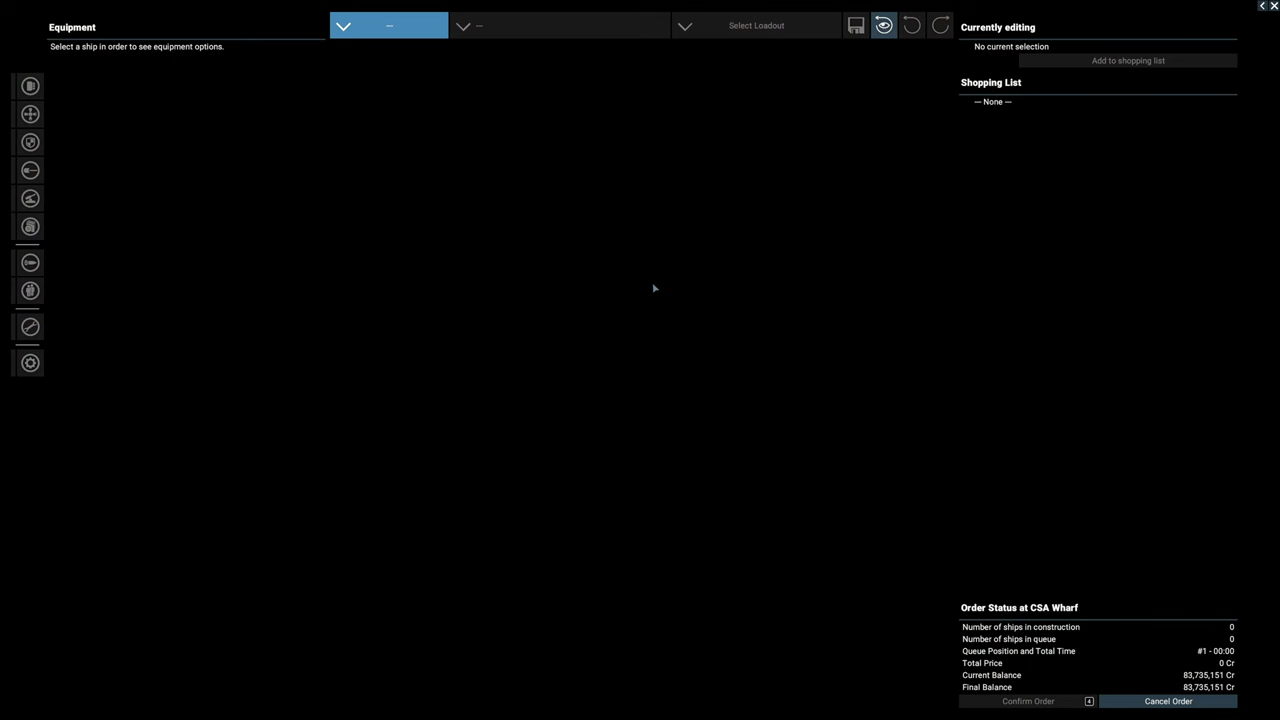 Equipment
Select a ship in order to see equipment options.
—
—
Select Loadout
Currently editing
No current selection
Add to shopping list
Shopping List
— None —
Order Status at CSA Wharf
Number of ships in construction 0
Number of ships in queue 0
Queue Position and Total Time #1 - 00:00
Total Price 0 Cr
Current Balance 83,735,151 Cr
Final Balance 83,735,151 Cr
Confirm Order 4 Cancel Order